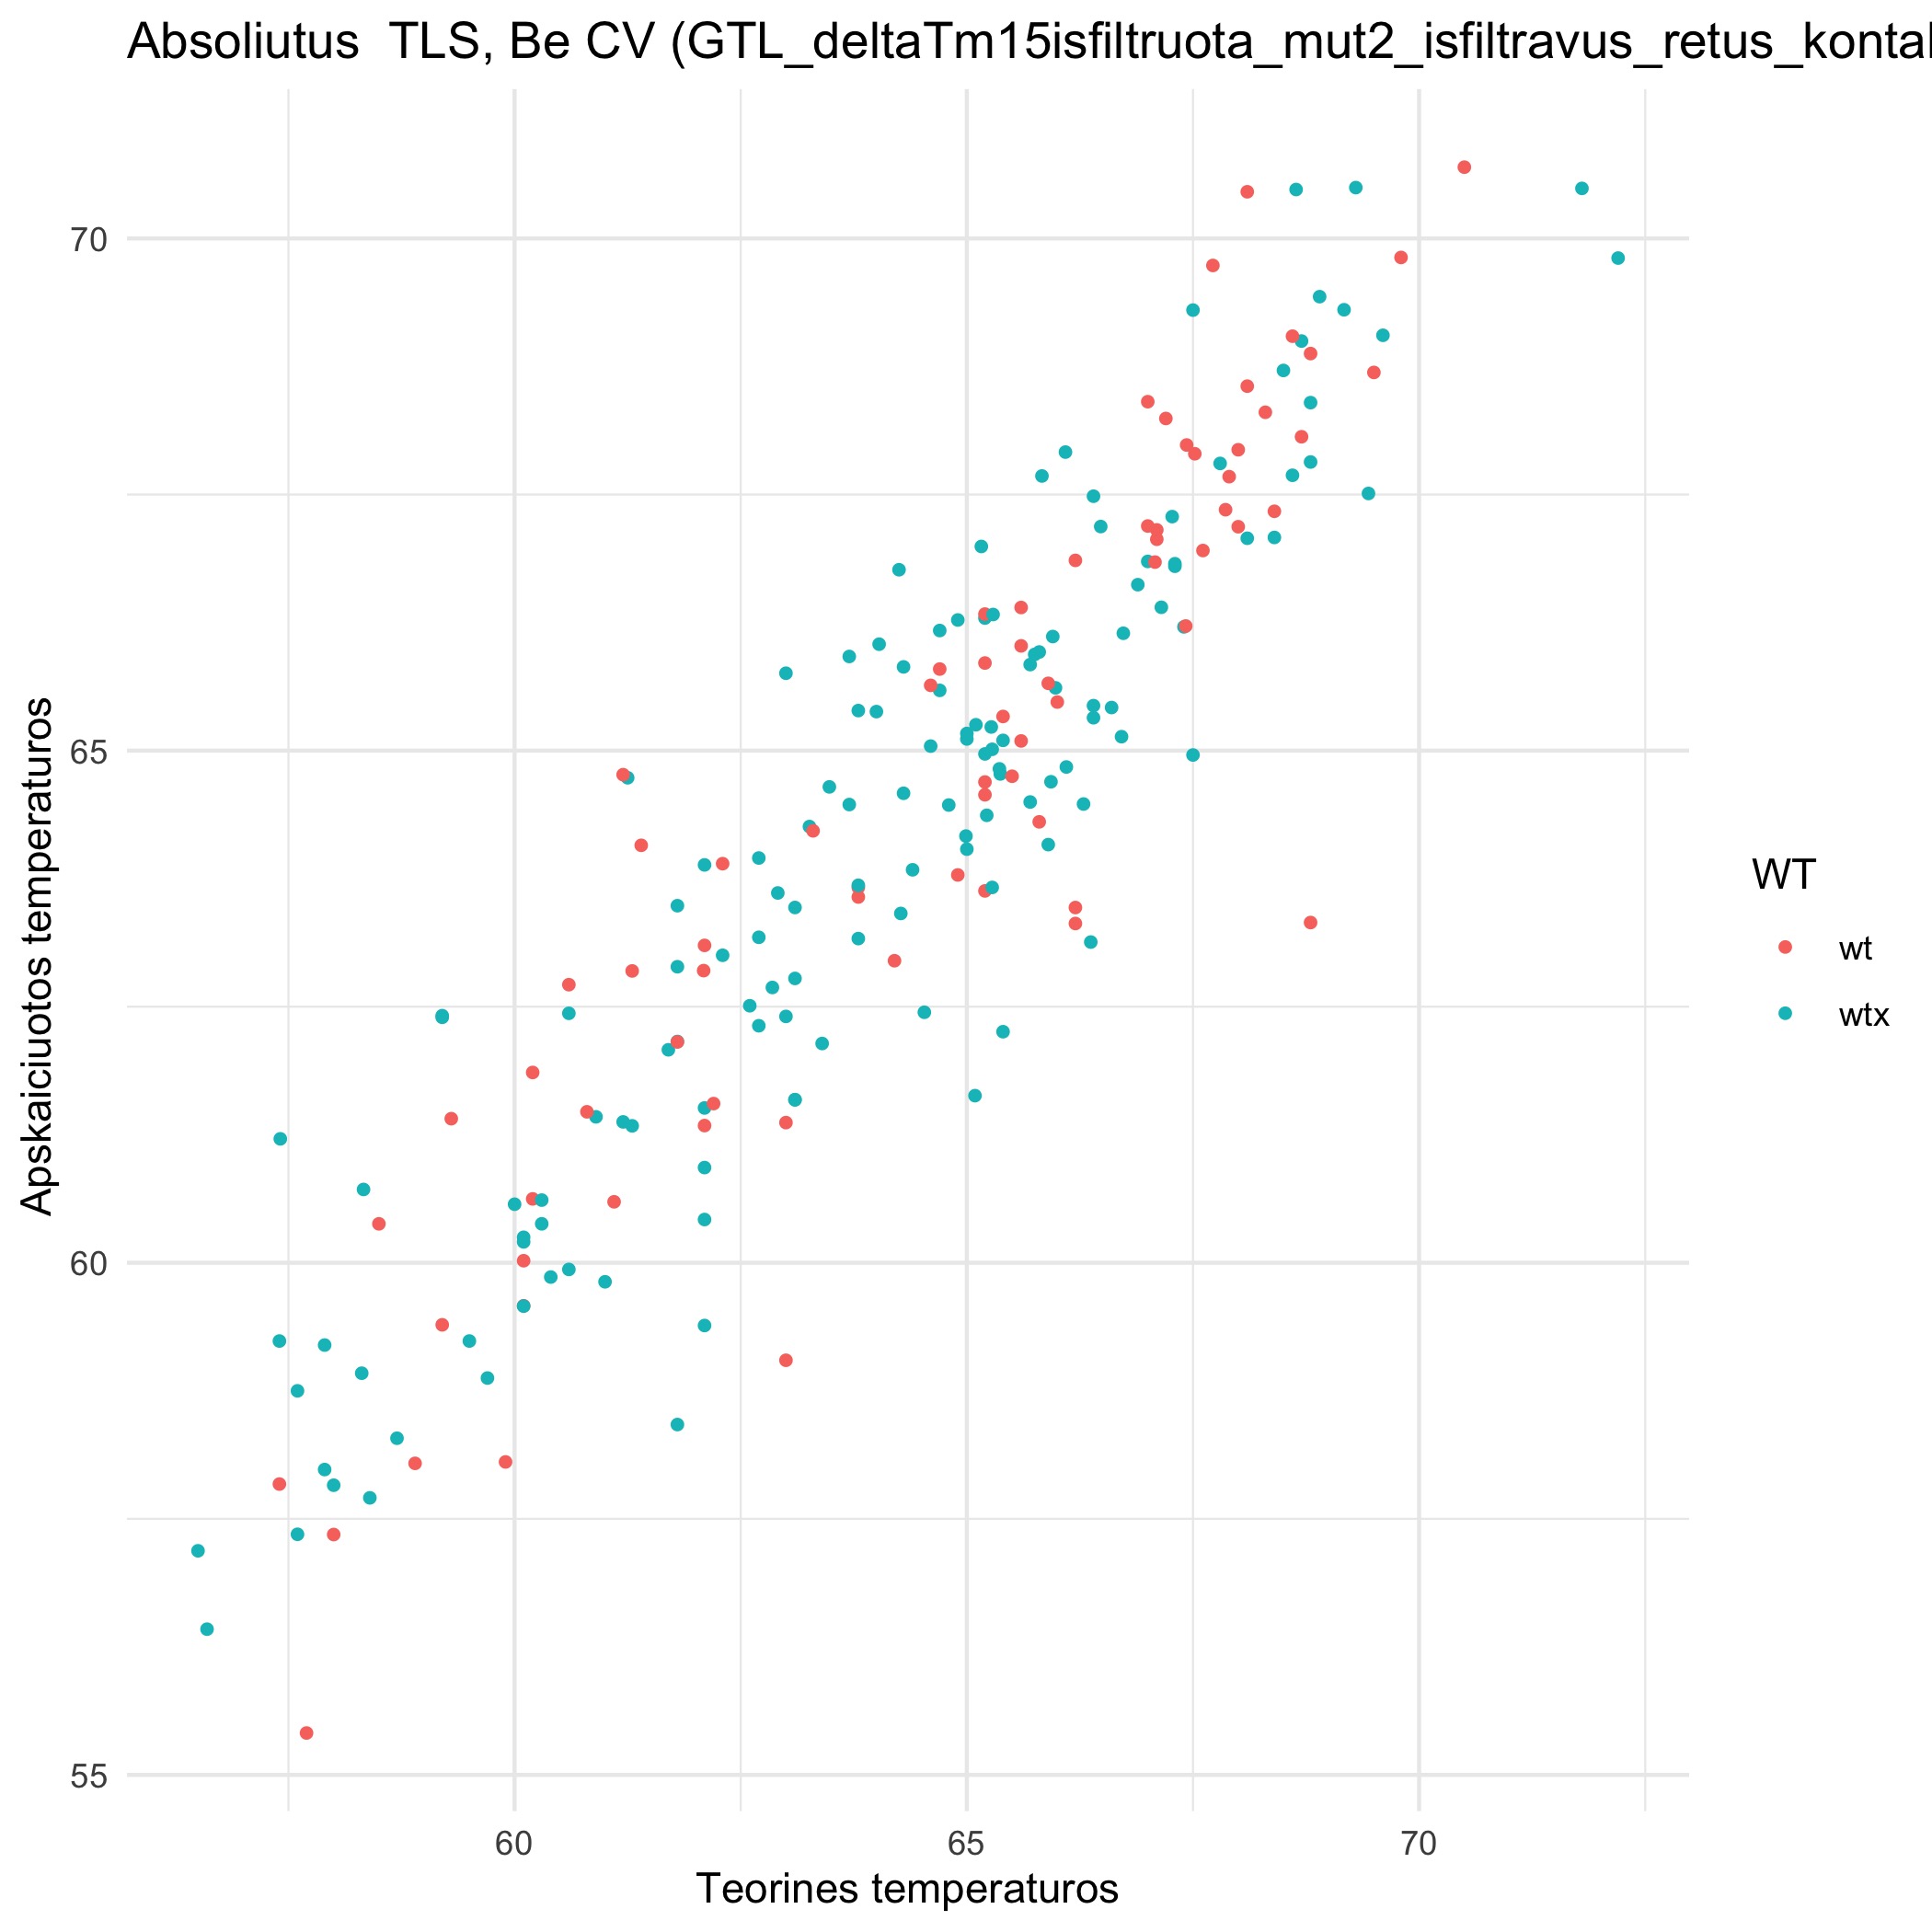 Absoliutus  TLS, Be CV (GTL_deltaTm15isfiltruota_mut2_isfiltravus_retus_kontal
70
65
60
55
Apskaiciuotos temperaturos
60
65
70
Teorines temperaturos
WT
wt
wtx